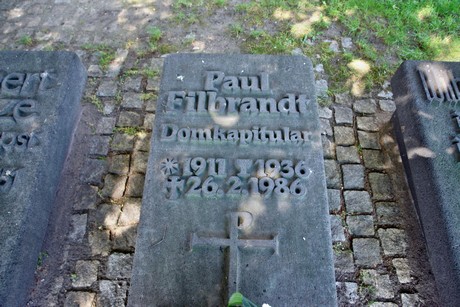 Paul
Filbrandt
Domkapitular
* 1911 ✝ 1936
✝ 26.2.1986
P